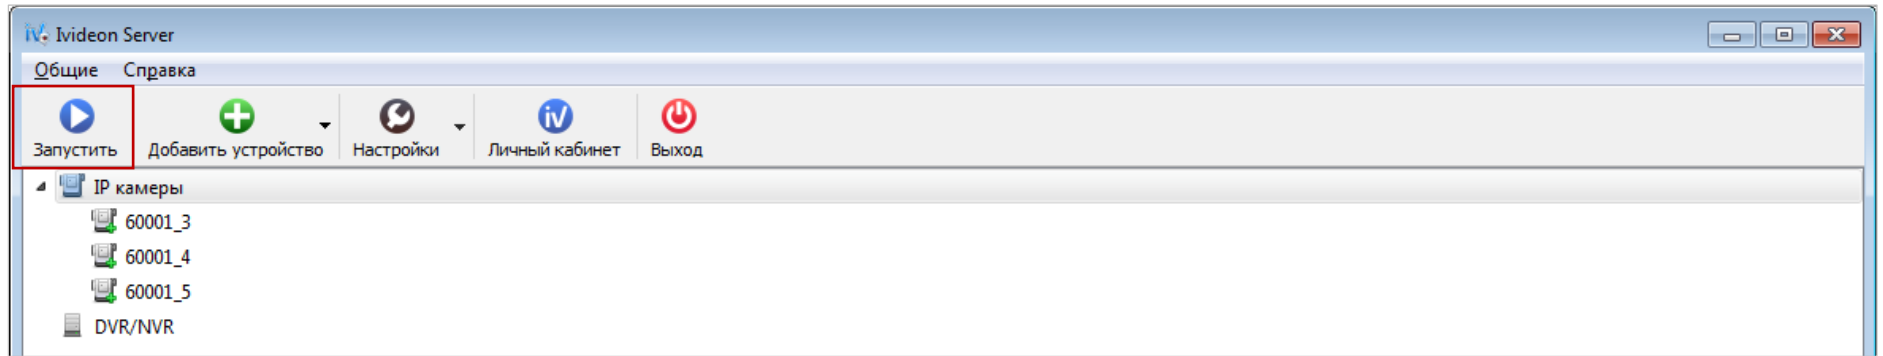 Ivideon Server
Общие Справка
Запустить Добавить устройство Настройки Личный кабинет Выход
IP камеры
60001_3
60001_4
60001_5
DVR/NVR